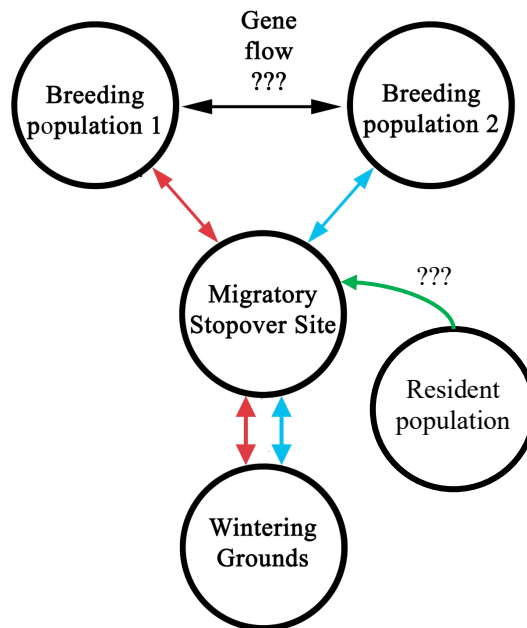 Gene
flow
???
Breeding
population 1
Breeding
population 2
Migratory
Stopover Site
???
Resident
population
Wintering
Grounds